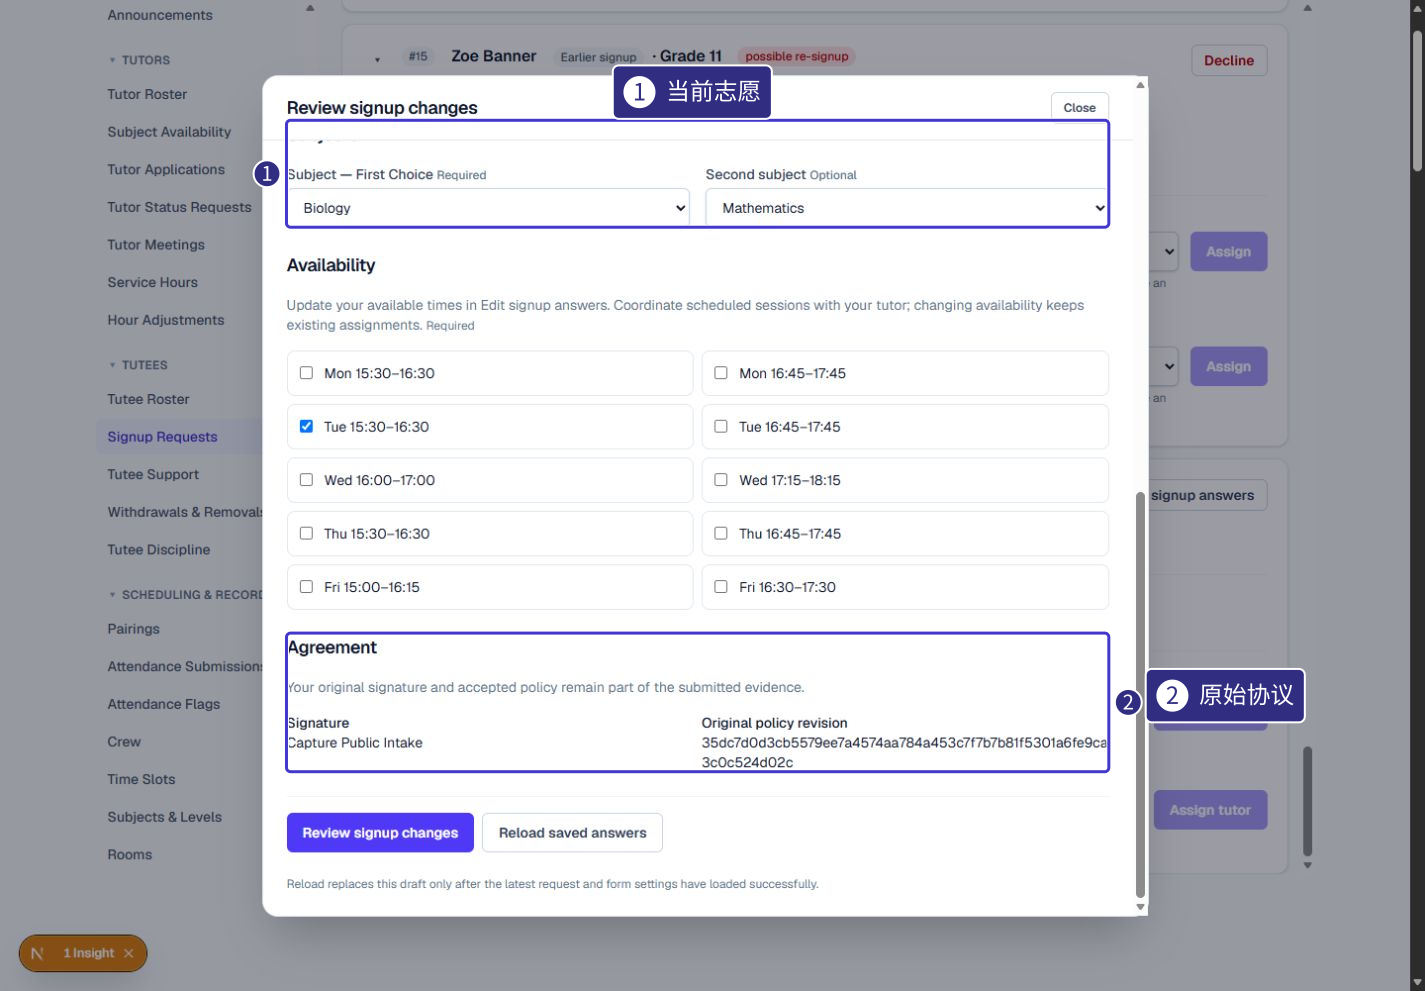 Announcements
TUTORS
Tutor Roster
Subject Availability
Tutor Applications
Tutor Status Requests
Tutor Meetings
Service Hours
Hour Adjustments
TUTEES
Tutee Roster
Signup Requests
Tutee Support
Withdrawals & Removals
Tutee Discipline
SCHEDULING & RECORD
Pairings
Attendance Submissions
Attendance Flags
Crew
Time Slots
Subjects & Levels
Rooms
1 Insight
#15 Zoe Banner Earlier signup · Grade 11 possible re-signup
Decline
1 当前志愿
Review signup changes
Close
1
Subject — First Choice Required
Second subject Optional
Biology
Mathematics
Availability
Update your available times in Edit signup answers. Coordinate scheduled sessions with your tutor; changing availability keeps
existing assignments. Required
Mon 15:30–16:30
Mon 16:45–17:45
Tue 15:30–16:30
Tue 16:45–17:45
Wed 16:00–17:00
Wed 17:15–18:15
Thu 15:30–16:30
Thu 16:45–17:45
Fri 15:00–16:15
Fri 16:30–17:30
Agreement
Your original signature and accepted policy remain part of the submitted evidence.
Signature
Original policy revision
Capture Public Intake
35dc7d0d3cb5579ee7a4574aa784a453c7f7b7b81f5301a6fe9ca
3c0c524d02c
2
2 原始协议
Review signup changes
Reload saved answers
Reload replaces this draft only after the latest request and form settings have loaded successfully.
Assign
an
Assign
e an
signup answers
Assign tutor